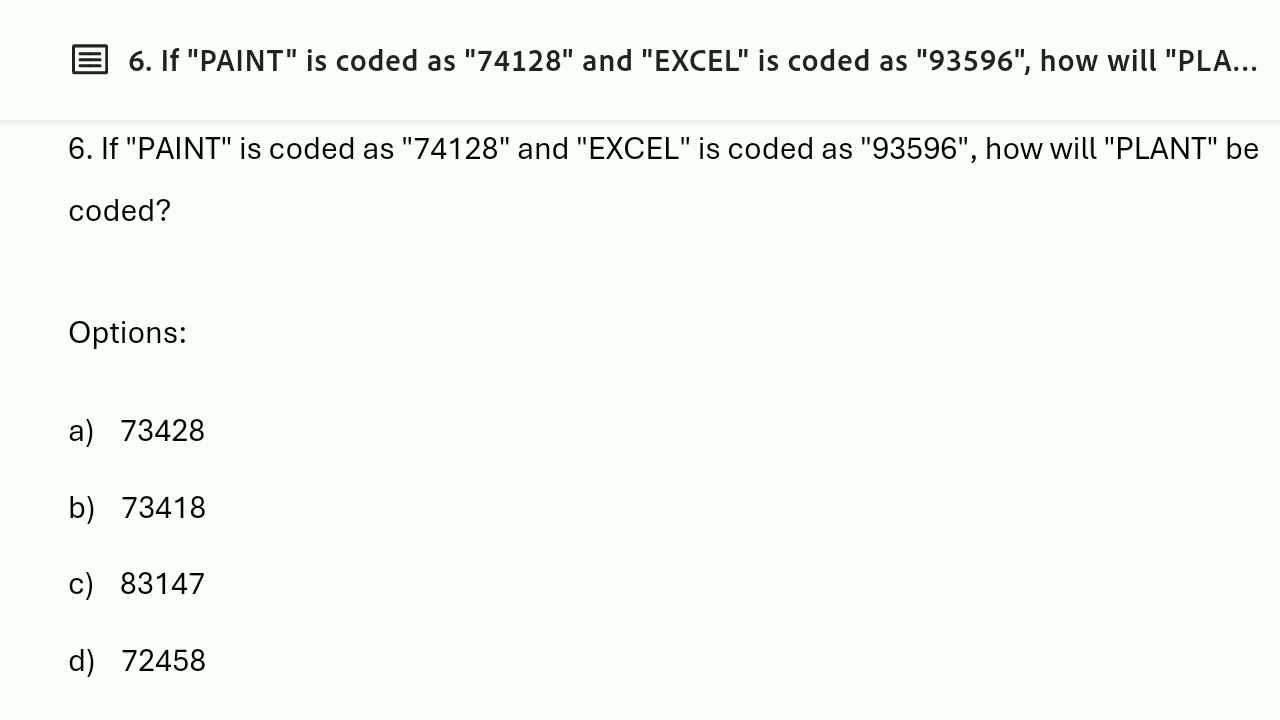 6. If "PAINT" is coded as "74128" and "EXCEL" is coded as "93596", how will "PLA...
6. If "PAINT" is coded as "74128" and "EXCEL" is coded as "93596", how will "PLANT" be
coded?
Options:
a) 73428
b) 73418
c) 83147
d) 72458